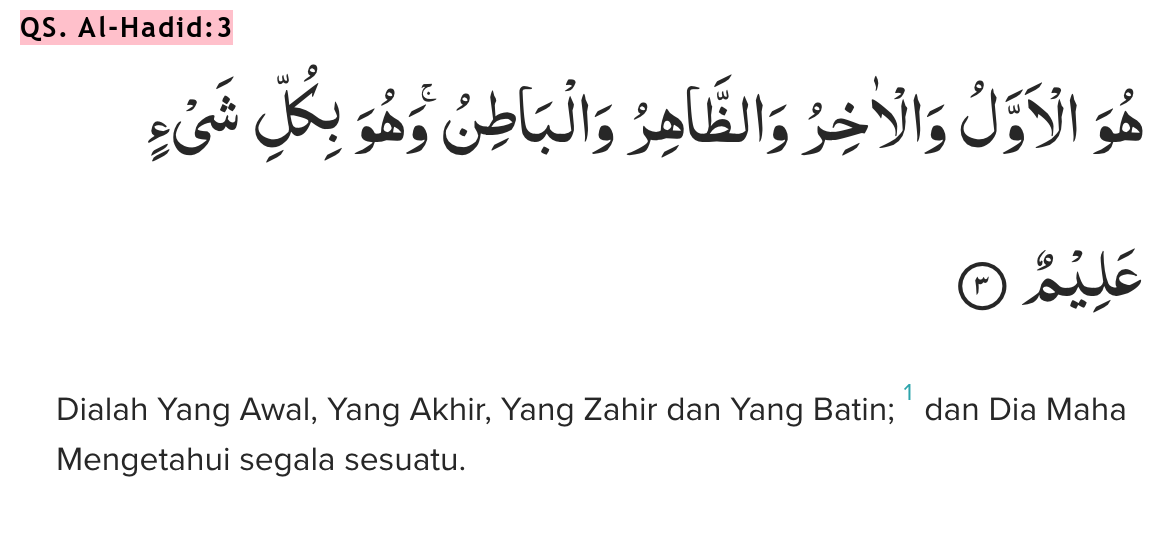 QS. Al-Hadid:3
هُوَ الْاَوَّلُ وَالْاٰخِرُ وَالظَّاهِرُ وَالْبَاطِنُۚ وَهُوَ بِكُلِّ شَيْءٍ
عَلِيْمٌ ٣
Dialah Yang Awal, Yang Akhir, Yang Zahir dan Yang Batin; 1 dan Dia Maha
Mengetahui segala sesuatu.